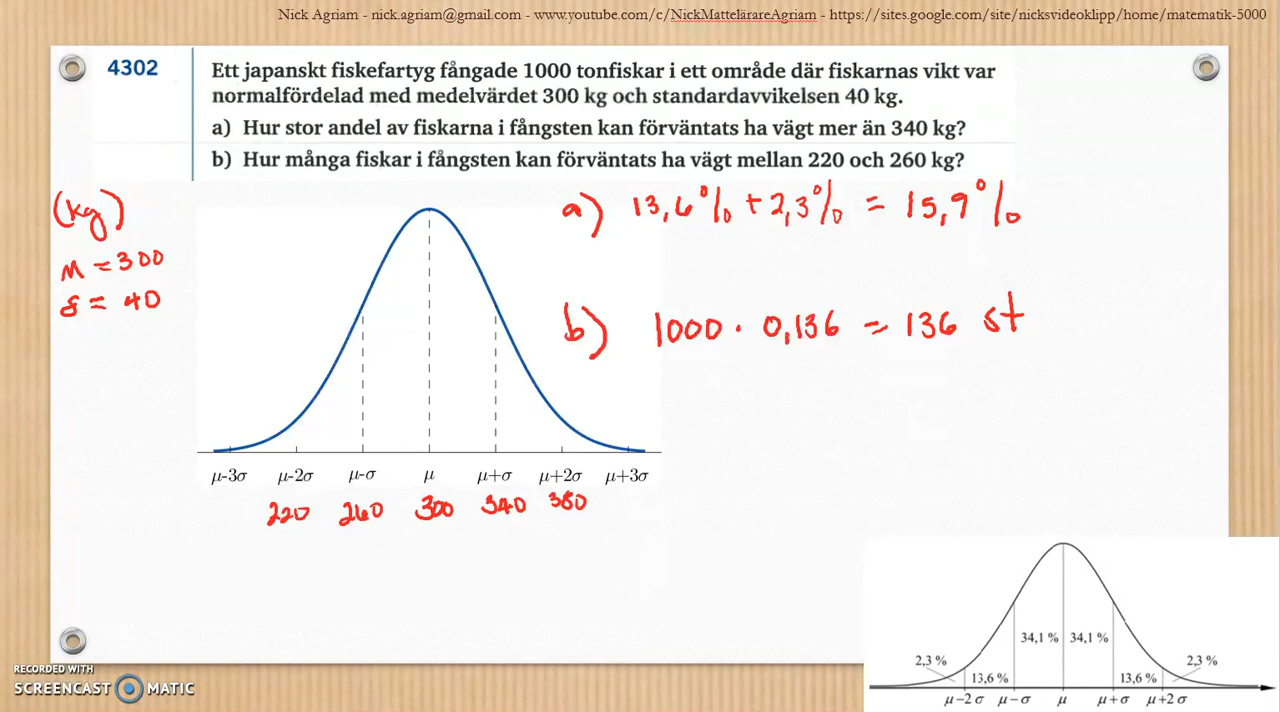 Nick Agriam - nick.agriam@gmail.com - www.youtube.com/c/NickMattelärareAgriam - https://sites.google.com/site/nicksvideoklipp/home/matematik-5000
4302
Ett japanskt fiskefartyg fångade 1000 tonfiskar i ett område där fiskarnas vikt var
normalfördelad med medelvärdet 300 kg och standardavvikelsen 40 kg.
a) Hur stor andel av fiskarna i fångsten kan förväntats ha vägt mer än 340 kg?
b) Hur många fiskar i fångsten kan förväntats ha vägt mellan 220 och 260 kg?
(kg)
μ = 300
σ = 40
a) 13,6% + 2,3% = 15,9%
b) 1000 · 0,136 = 136 st
μ-3σ μ-2σ μ-σ μ μ+σ μ+2σ μ+3σ
220 260 300 340 380
34,1 % 34,1 %
2,3 % 2,3 %
13,6 % 13,6 %
μ−2σ μ−σ μ μ+σ μ+2σ
RECORDED WITH
SCREENCAST MATIC